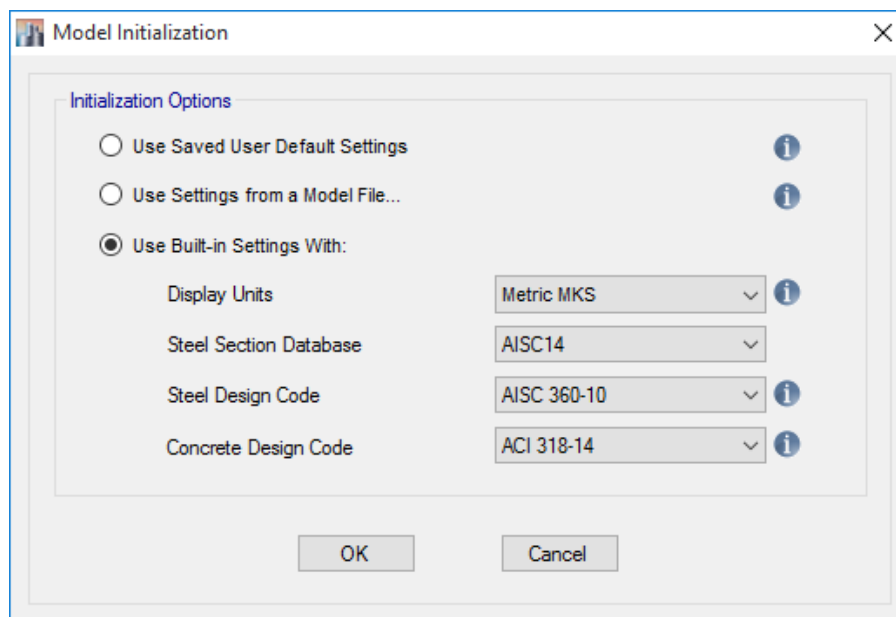 Model Initialization
Initialization Options
Use Saved User Default Settings
Use Settings from a Model File...
Use Built-in Settings With:
Display Units Metric MKS
Steel Section Database AISC14
Steel Design Code AISC 360-10
Concrete Design Code ACI 318-14
OK Cancel